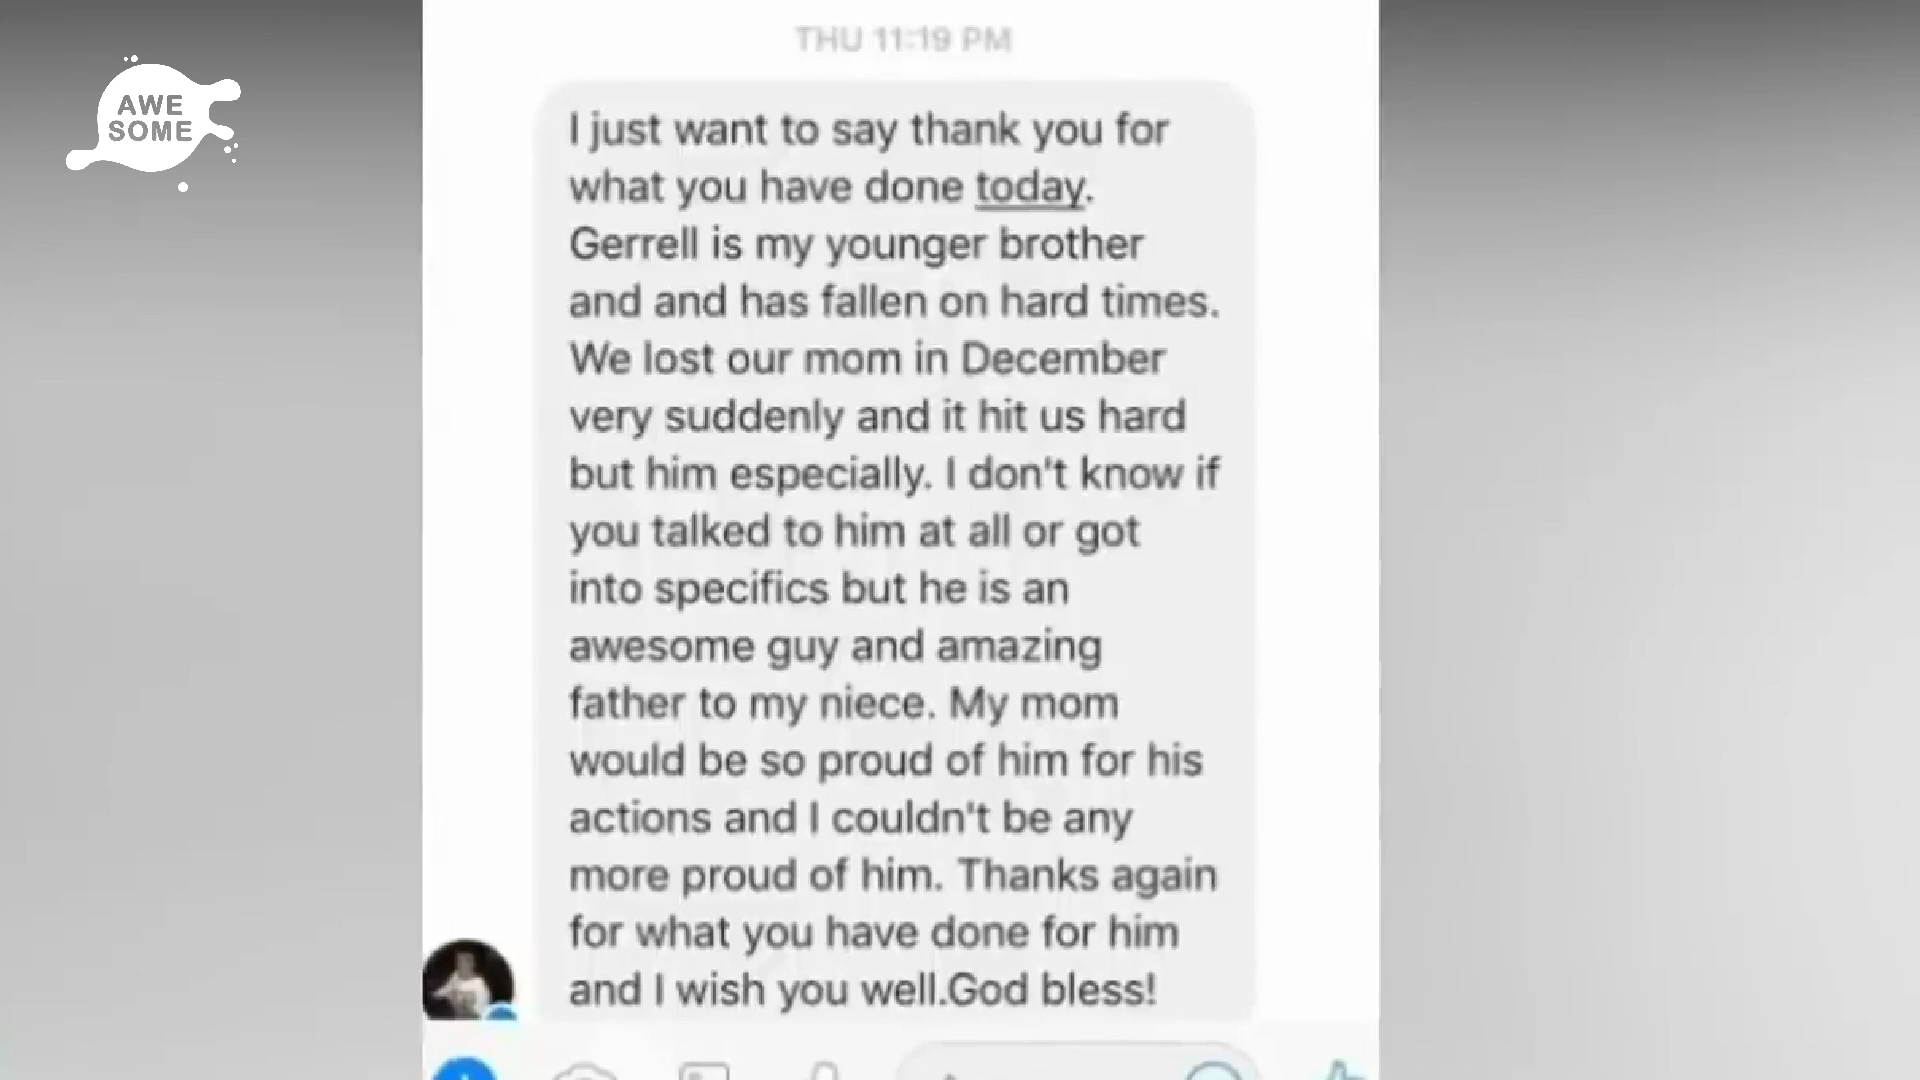 AWE
SOME
THU 11:19 PM
I just want to say thank you for
what you have done today.
Gerrell is my younger brother
and and has fallen on hard times.
We lost our mom in December
very suddenly and it hit us hard
but him especially. I don't know if
you talked to him at all or got
into specifics but he is an
awesome guy and amazing
father to my niece. My mom
would be so proud of him for his
actions and I couldn't be any
more proud of him. Thanks again
for what you have done for him
and I wish you well.God bless!